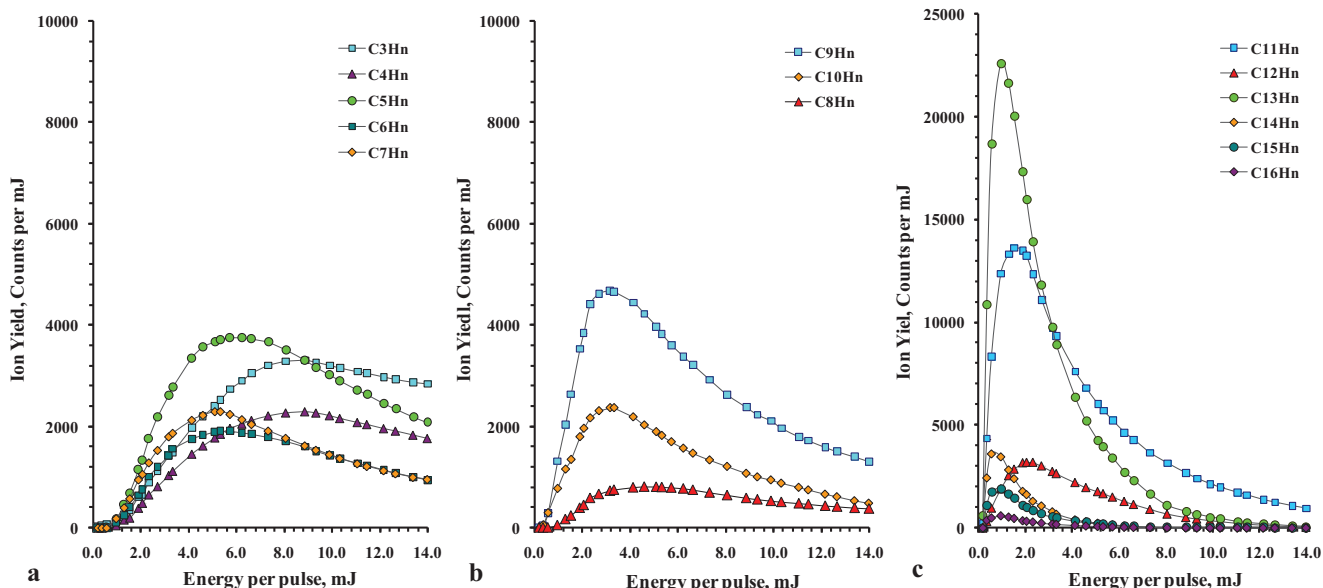 10000
8000
6000
4000
2000
0
0.0 2.0 4.0 6.0 8.0 10.0 12.0 14.0
Ion Yield, Counts per mJ
Energy per pulse, mJ
C3Hn
C4Hn
C5Hn
C6Hn
C7Hn
a
10000
8000
6000
4000
2000
0
0.0 2.0 4.0 6.0 8.0 10.0 12.0 14.0
Ion Yiedl, Counts per mJ
Energy per pulse, mJ
C9Hn
C10Hn
C8Hn
b
25000
20000
15000
10000
5000
0
0.0 2.0 4.0 6.0 8.0 10.0 12.0 14.0
Ion Yiel, Counts per mJ
Energy per pulse, mJ
C11Hn
C12Hn
C13Hn
C14Hn
C15Hn
C16Hn
c